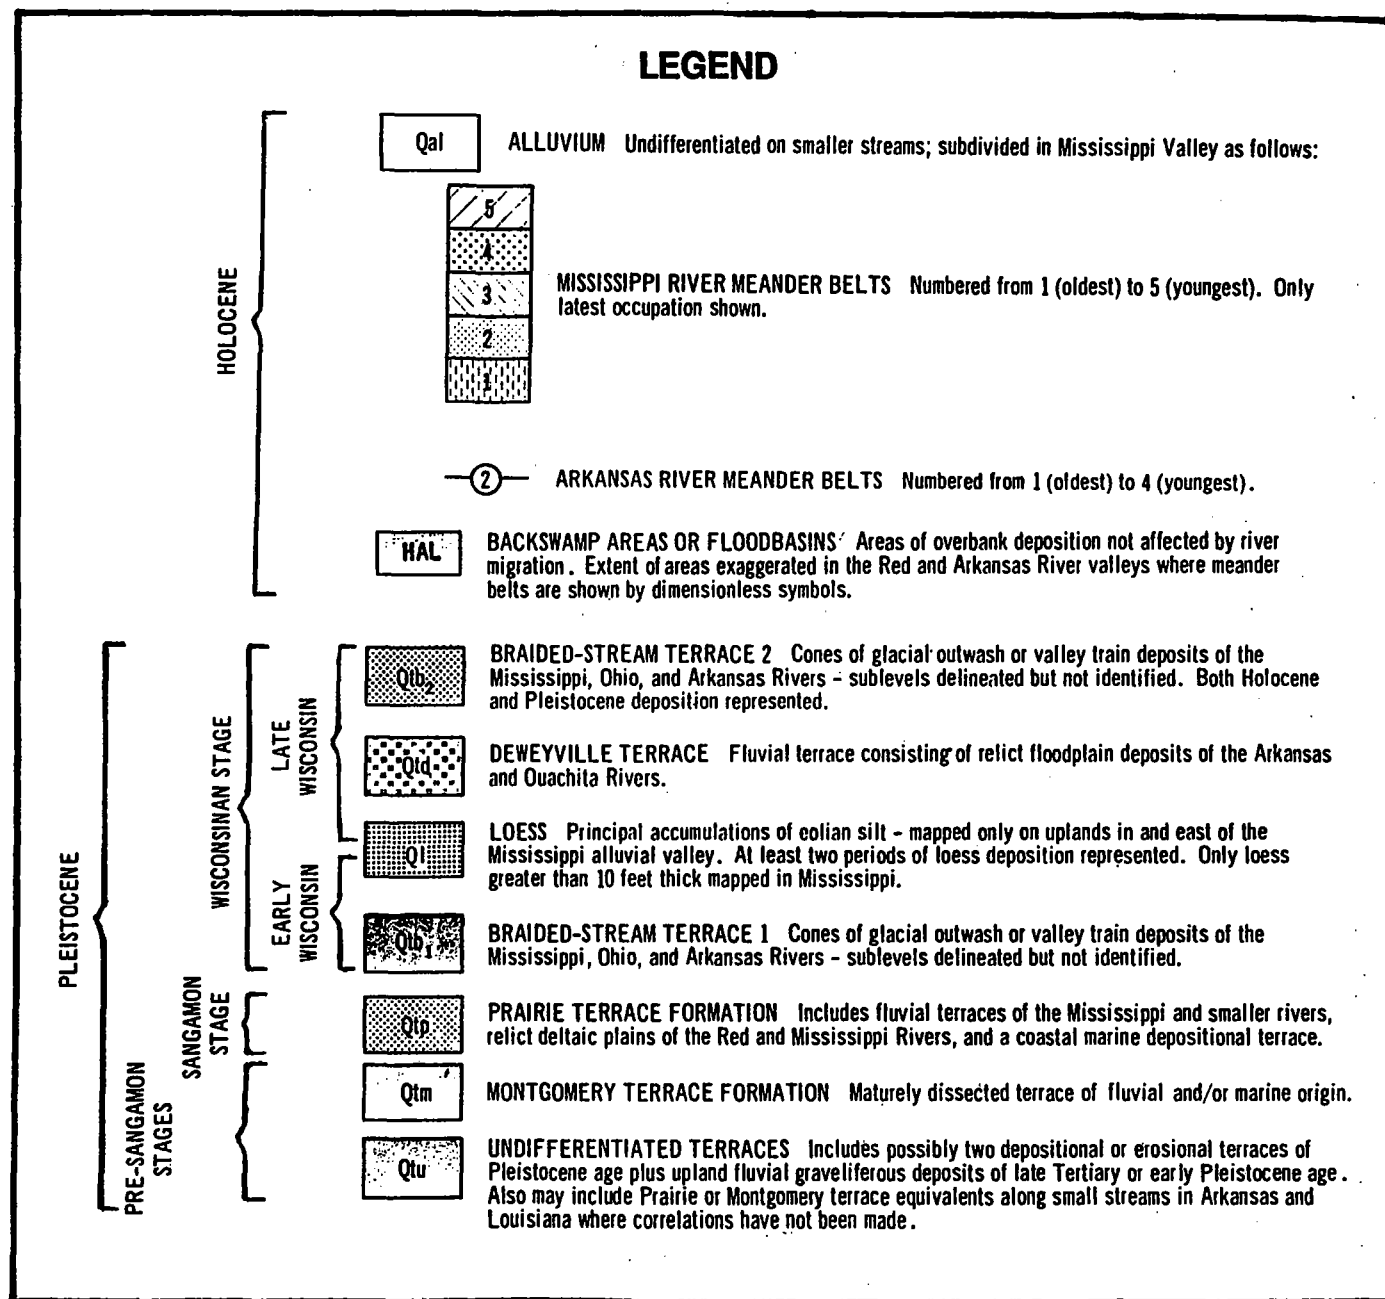 LEGEND
HOLOCENE
Qal
ALLUVIUM Undifferentiated on smaller streams; subdivided in Mississippi Valley as follows:
5
4
3
2
1
MISSISSIPPI RIVER MEANDER BELTS Numbered from 1 (oldest) to 5 (youngest). Only
latest occupation shown.
2
ARKANSAS RIVER MEANDER BELTS Numbered from 1 (oldest) to 4 (youngest).
HAL
BACKSWAMP AREAS OR FLOODBASINS Areas of overbank deposition not affected by river
migration. Extent of areas exaggerated in the Red and Arkansas River valleys where meander
belts are shown by dimensionless symbols.
PLEISTOCENE
WISCONSINAN STAGE
LATE
WISCONSIN
Qtb2
BRAIDED-STREAM TERRACE 2 Cones of glacial outwash or valley train deposits of the
Mississippi, Ohio, and Arkansas Rivers - sublevels delineated but not identified. Both Holocene
and Pleistocene deposition represented.
Qtd
DEWEYVILLE TERRACE Fluvial terrace consisting of relict floodplain deposits of the Arkansas
and Ouachita Rivers.
Ql
LOESS Principal accumulations of eolian silt - mapped only on uplands in and east of the
Mississippi alluvial valley. At least two periods of loess deposition represented. Only loess
greater than 10 feet thick mapped in Mississippi.
EARLY
WISCONSIN
Qtb1
BRAIDED-STREAM TERRACE 1 Cones of glacial outwash or valley train deposits of the
Mississippi, Ohio, and Arkansas Rivers - sublevels delineated but not identified.
SANGAMON
STAGE
Qtp
PRAIRIE TERRACE FORMATION Includes fluvial terraces of the Mississippi and smaller rivers,
relict deltaic plains of the Red and Mississippi Rivers, and a coastal marine depositional terrace.
PRE-SANGAMON
STAGES
Qtm
MONTGOMERY TERRACE FORMATION Maturely dissected terrace of fluvial and/or marine origin.
Qtu
UNDIFFERENTIATED TERRACES Includes possibly two depositional or erosional terraces of
Pleistocene age plus upland fluvial graveliferous deposits of late Tertiary or early Pleistocene age.
Also may include Prairie or Montgomery terrace equivalents along small streams in Arkansas and
Louisiana where correlations have not been made.